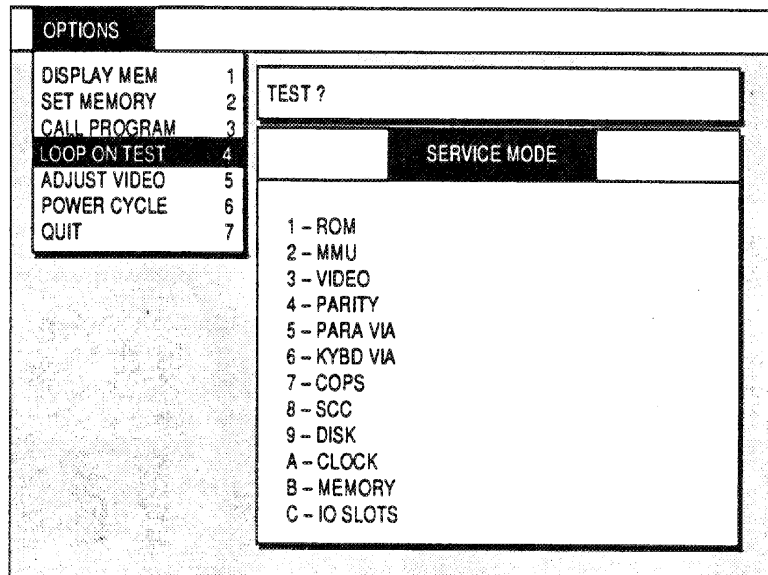 OPTIONS
DISPLAY MEM 1
SET MEMORY 2
CALL PROGRAM 3
LOOP ON TEST 4
ADJUST VIDEO 5
POWER CYCLE 6
QUIT 7
TEST ?
SERVICE MODE
1 – ROM
2 – MMU
3 – VIDEO
4 – PARITY
5 – PARA VIA
6 – KYBD VIA
7 – COPS
8 – SCC
9 – DISK
A – CLOCK
B – MEMORY
C – IO SLOTS